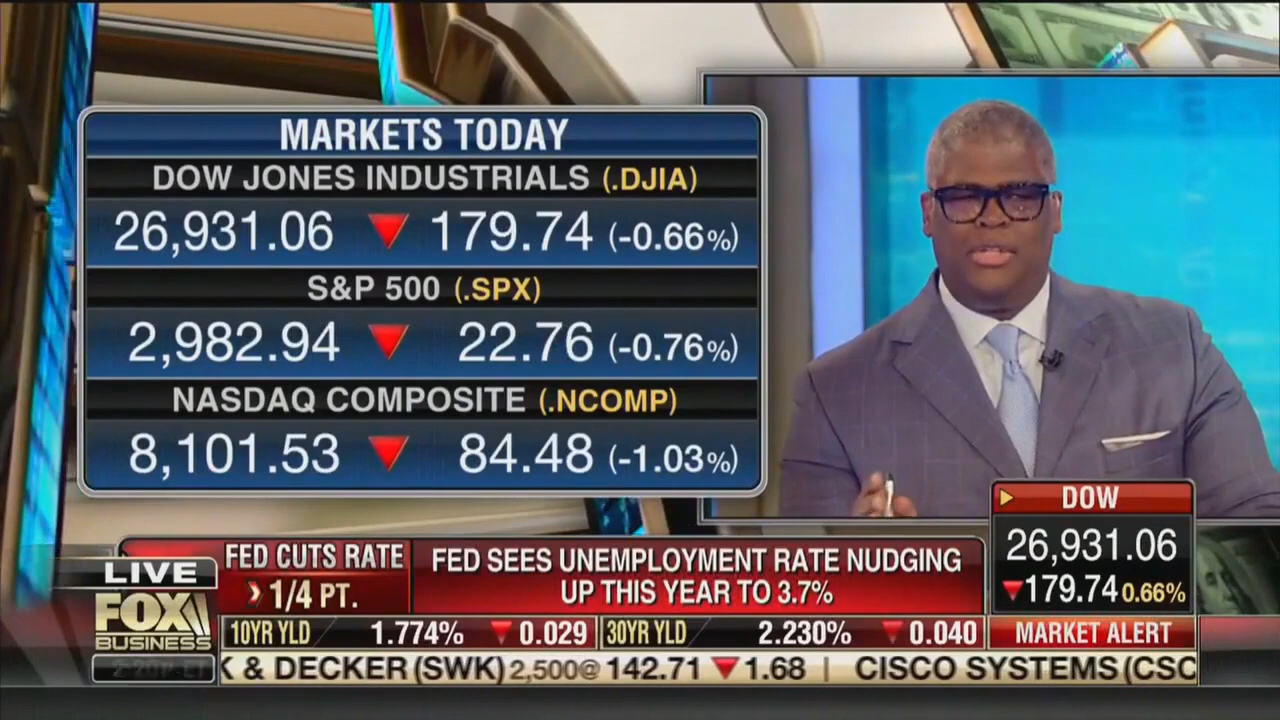 MARKETS TODAY
DOW JONES INDUSTRIALS (.DJIA)
26,931.06 ▼ 179.74 (-0.66%)
S&P 500 (.SPX)
2,982.94 ▼ 22.76 (-0.76%)
NASDAQ COMPOSITE (.NCOMP)
8,101.53 ▼ 84.48 (-1.03%)
DOW
26,931.06
▼179.74 0.66%
MARKET ALERT
LIVE
FOX
BUSINESS
FED CUTS RATE
1/4 PT.
FED SEES UNEMPLOYMENT RATE NUDGING
UP THIS YEAR TO 3.7%
10YR YLD 1.774% ▼ 0.029
30YR YLD 2.230% ▼ 0.040
K & DECKER (SWK) 2,500@ 142.71 ▼ 1.68 | CISCO SYSTEMS (CSC